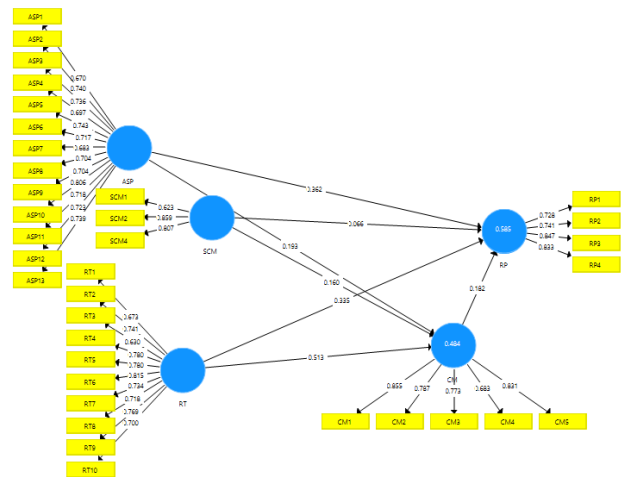 ASP1
ASP2
ASP3
ASP4
ASP5
ASP6
ASP7
ASP8
ASP9
ASP10
ASP11
ASP12
ASP13
0.670
0.740
0.736
0.697
0.743
0.717
0.683
0.704
0.704
0.806
0.718
0.723
0.739
ASP
SCM1
SCM2
SCM4
0.623
0.859
0.807
SCM
RT1
RT2
RT3
RT4
RT5
RT6
RT7
RT8
RT9
RT10
0.673
0.741
0.630
0.780
0.780
0.815
0.734
0.718
0.769
0.700
RT
0.362
0.066
0.193
0.160
0.335
0.513
0.182
0.585
RP
0.728
0.741
0.847
0.833
RP1
RP2
RP3
RP4
0.484
CM
0.855
0.787
0.773
0.683
0.831
CM1
CM2
CM3
CM4
CM5